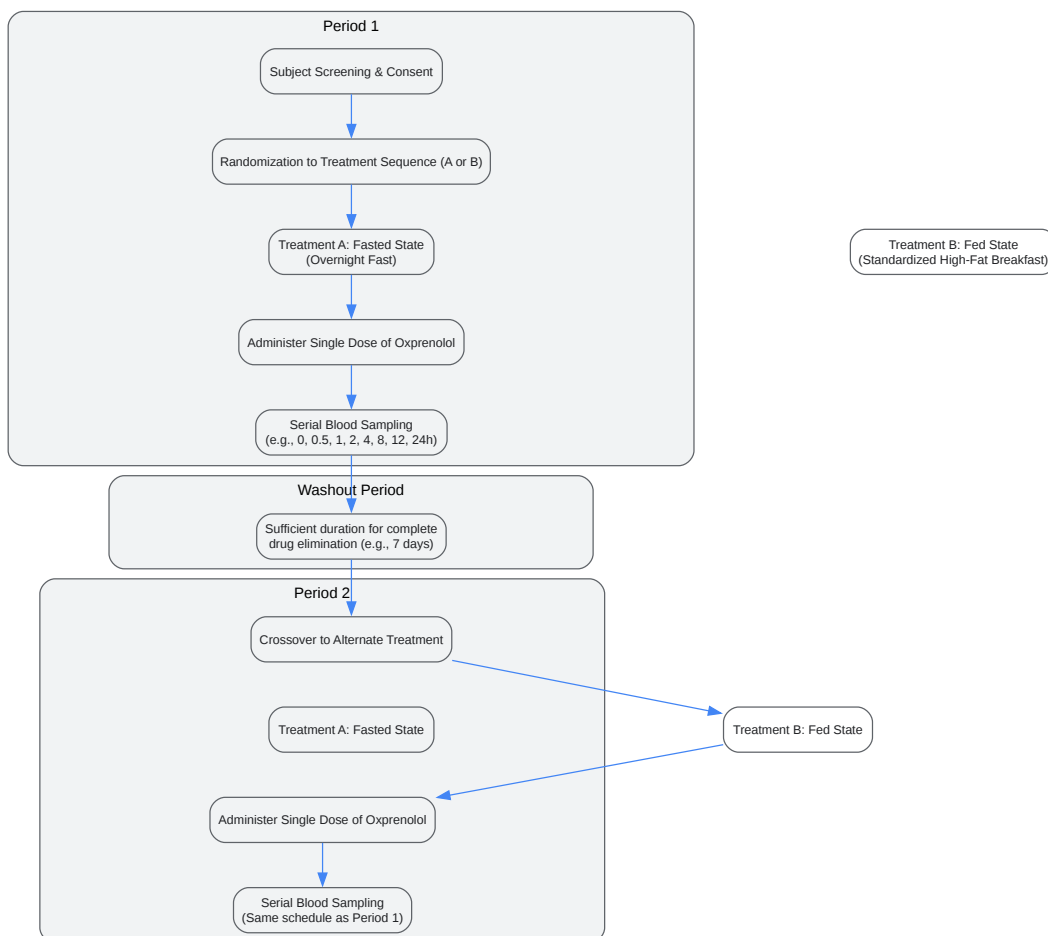 Period 1
Subject Screening & Consent
Randomization to Treatment Sequence (A or B)
Treatment A: Fasted State
(Overnight Fast)
Treatment B: Fed State
(Standardized High-Fat Breakfast)
Administer Single Dose of Oxprenolol
Serial Blood Sampling
(e.g., 0, 0.5, 1, 2, 4, 8, 12, 24h)
Washout Period
Sufficient duration for complete
drug elimination (e.g., 7 days)
Period 2
Crossover to Alternate Treatment
Treatment A: Fasted State
Treatment B: Fed State
Administer Single Dose of Oxprenolol
Serial Blood Sampling
(Same schedule as Period 1)